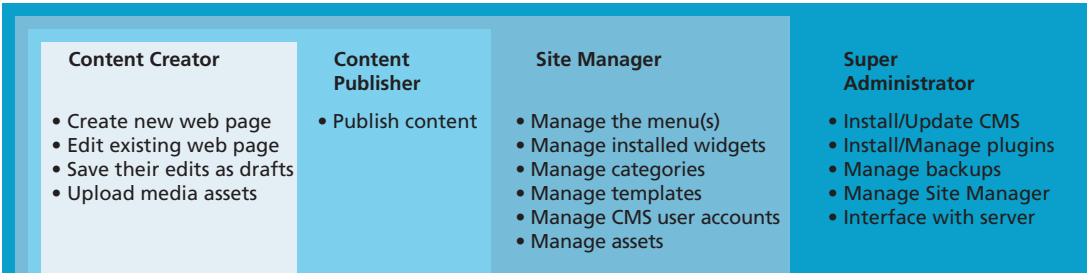 Content Creator
• Create new web page
• Edit existing web page
• Save their edits as drafts
• Upload media assets
Content
Publisher
• Publish content
Site Manager
• Manage the menu(s)
• Manage installed widgets
• Manage categories
• Manage templates
• Manage CMS user accounts
• Manage assets
Super
Administrator
• Install/Update CMS
• Install/Manage plugins
• Manage backups
• Manage Site Manager
• Interface with server